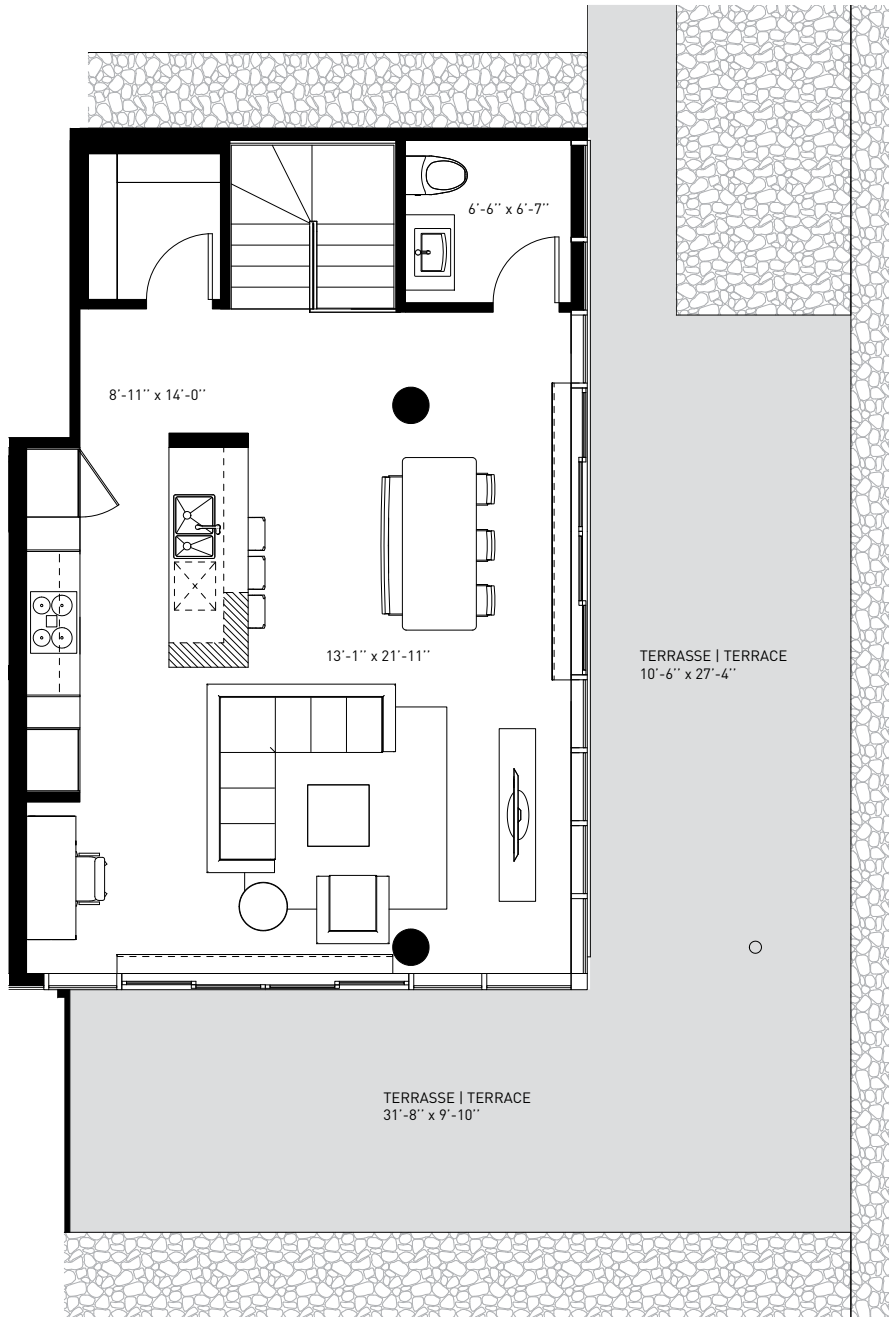 6'-6'' x 6'-7''
8'-11'' x 14'-0''
13'-1'' x 21'-11''
TERRASSE | TERRACE
10'-6'' x 27'-4''
TERRASSE | TERRACE
31'-8'' x 9'-10''